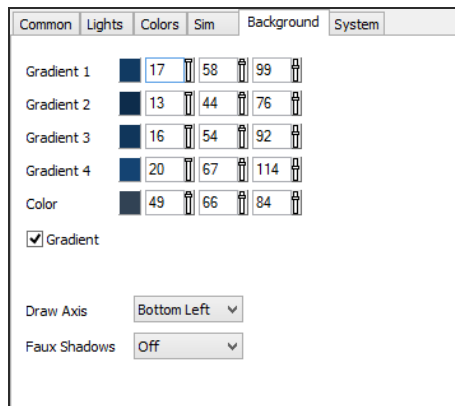 Common Lights Colors Sim Background System
Gradient 1 17 58 99
Gradient 2 13 44 76
Gradient 3 16 54 92
Gradient 4 20 67 114
Color 49 66 84
Gradient
Draw Axis Bottom Left
Faux Shadows Off